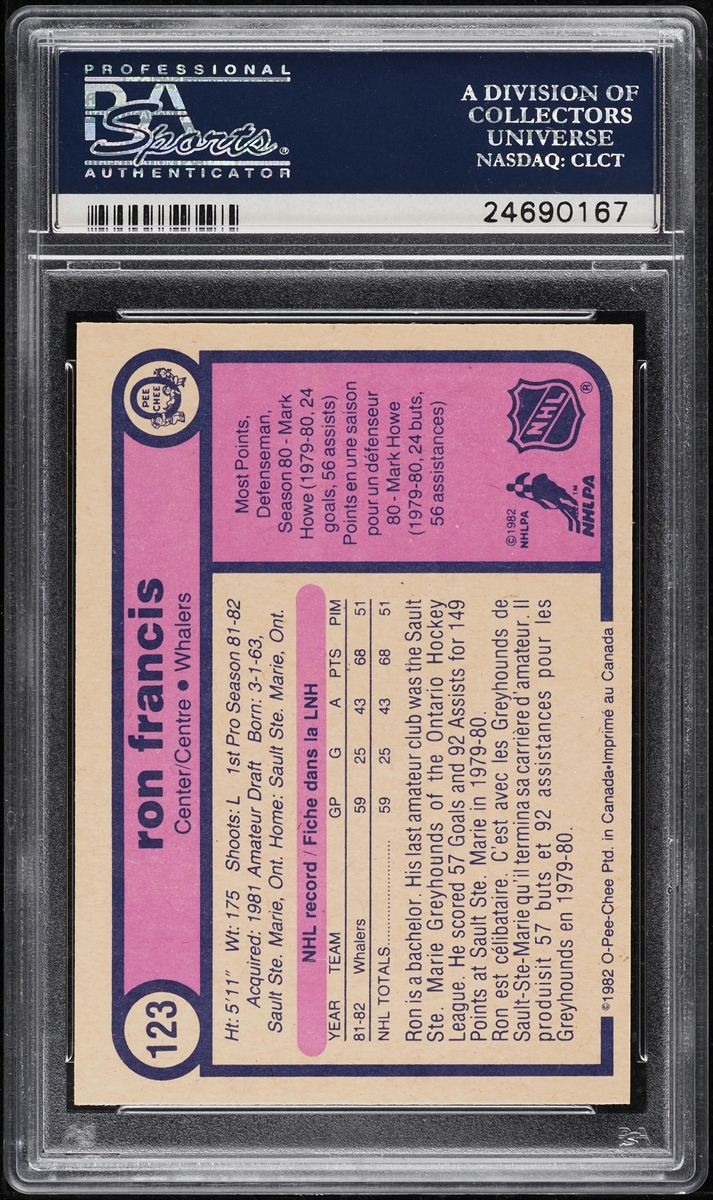 PROFESSIONAL
PSA
Sports®
AUTHENTICATOR
A DIVISION OF
COLLECTORS
UNIVERSE
NASDAQ: CLCT
24690167
123
ron francis
Center/Centre • Whalers
O
PEE
CHEE
Ht: 5'11" Wt: 175 Shoots: L 1st Pro Season 81-82
Acquired: 1981 Amateur Draft Born: 3-1-63,
Sault Ste. Marie, Ont. Home: Sault Ste. Marie, Ont.
NHL record / Fiche dans la LNH
YEAR TEAM GP G A PTS PIM
81-82 Whalers 59 25 43 68 51
NHL TOTALS.................... 59 25 43 68 51
Ron is a bachelor. His last amateur club was the Sault
Ste. Marie Greyhounds of the Ontario Hockey
League. He scored 57 Goals and 92 Assists for 149
Points at Sault Ste. Marie in 1979-80.
Ron est célibataire. C'est avec les Greyhounds de
Sault-Ste-Marie qu'il termina sa carrière d'amateur. Il
produisit 57 buts et 92 assistances pour les
Greyhounds en 1979-80.
©1982 O-Pee-Chee Ptd. in Canada•Imprimé au Canada
Most Points,
Defenseman,
Season 80 - Mark
Howe (1979-80, 24
goals, 56 assists)
Points en une saison
pour un défenseur
80 - Mark Howe
(1979-80, 24 buts,
56 assistances)
©1982
NHLPA
NHLPA™
NHL®